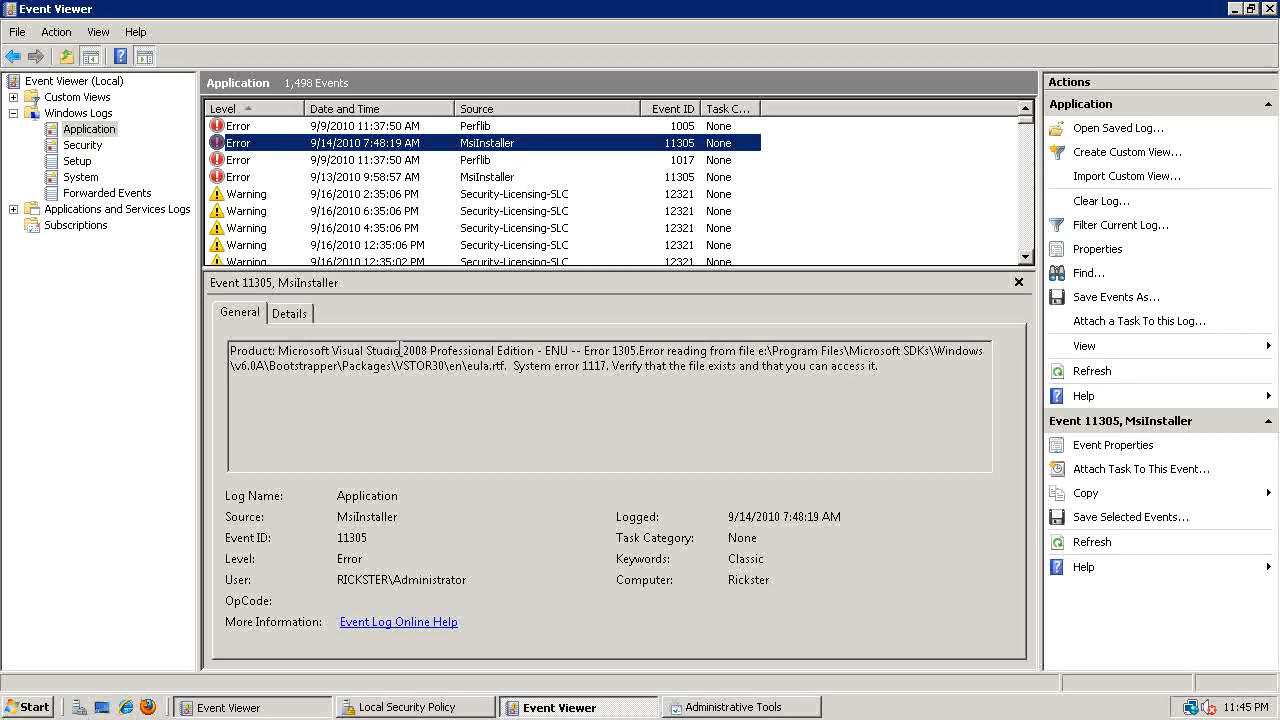 Event Viewer
File Action View Help
Event Viewer (Local)
Custom Views
Windows Logs
Application
Security
Setup
System
Forwarded Events
Applications and Services Logs
Subscriptions
Application 1,498 Events
Level Date and Time Source Event ID Task C...
Error 9/9/2010 11:37:50 AM Perflib 1005 None
Error 9/14/2010 7:48:19 AM MsiInstaller 11305 None
Error 9/9/2010 11:37:50 AM Perflib 1017 None
Error 9/13/2010 9:58:57 AM MsiInstaller 11305 None
Warning 9/16/2010 2:58:35 PM Security-Licensing-SLC 12321 None
Warning 9/16/2010 6:35:06 PM Security-Licensing-SLC 12321 None
Warning 9/16/2010 4:35:06 PM Security-Licensing-SLC 12321 None
Warning 9/16/2010 12:35:06 PM Security-Licensing-SLC 12321 None
Warning 9/16/2010 12:35:02 PM Security-Licensing-SLC 12321 None
Event 11305, MsiInstaller
General Details
Product: Microsoft Visual Studio 2008 Professional Edition - ENU -- Error 1305.Error reading from file e:\Program Files\Microsoft SDKs\Windows
\v6.0A\Bootstrapper\Packages\VSTOR30\en\eula.rtf. System error 1117. Verify that the file exists and that you can access it.
Log Name: Application
Source: MsiInstaller Logged: 9/14/2010 7:48:19 AM
Event ID: 11305 Task Category: None
Level: Error Keywords: Classic
User: RICKSTER\Administrator Computer: Rickster
OpCode:
More Information: Event Log Online Help
Actions
Application
Open Saved Log...
Create Custom View...
Import Custom View...
Clear Log...
Filter Current Log...
Properties
Find...
Save Events As...
Attach a Task To this Log...
View
Refresh
Help
Event 11305, MsiInstaller
Event Properties
Attach Task To This Event...
Copy
Save Selected Events...
Refresh
Help
Start Event Viewer Local Security Policy Event Viewer Administrative Tools 11:45 PM